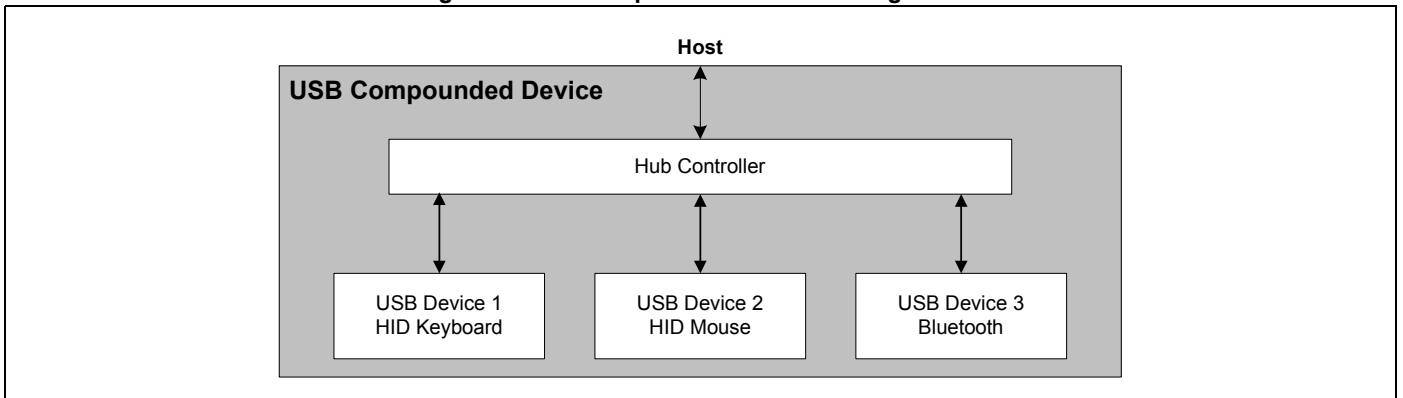 Host
USB Compounded Device
Hub Controller
USB Device 1
HID Keyboard
USB Device 2
HID Mouse
USB Device 3
Bluetooth